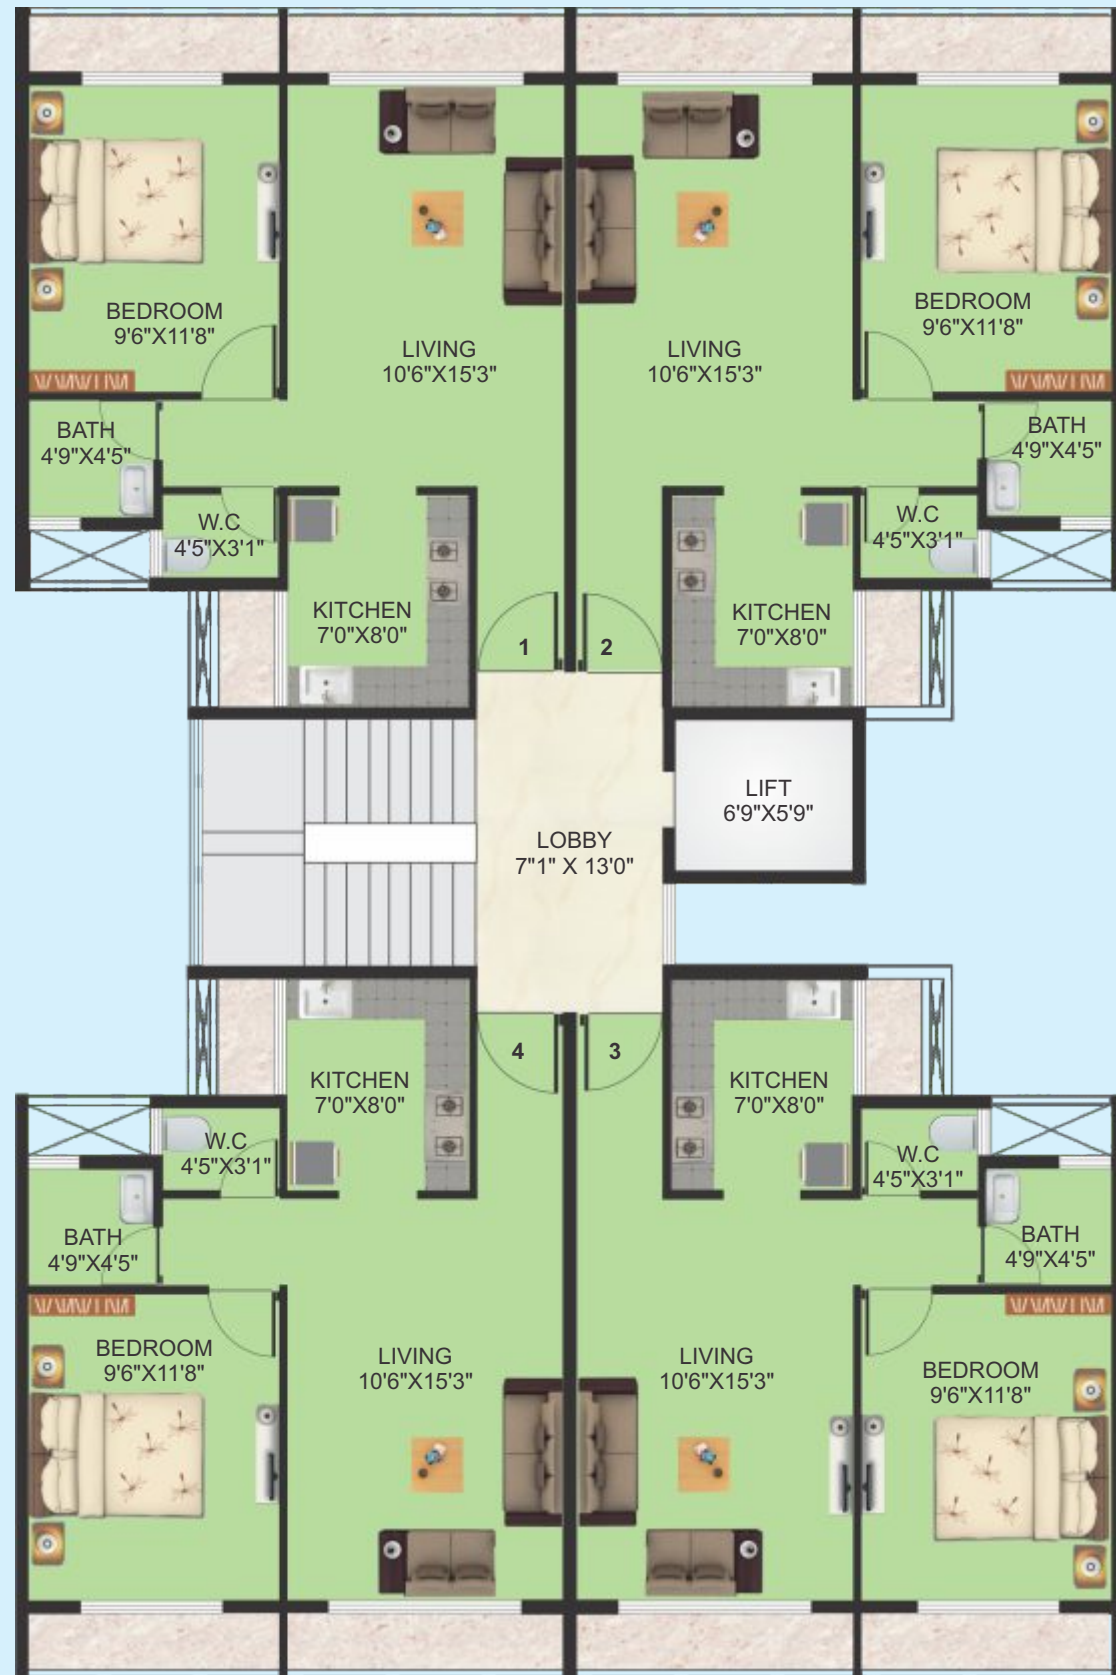 BEDROOM
9'6"X11'8"
LIVING
10'6"X15'3"
LIVING
10'6"X15'3"
BEDROOM
9'6"X11'8"
BATH
4'9"X4'5"
W.C
4'5"X3'1"
KITCHEN
7'0"X8'0"
1
2
KITCHEN
7'0"X8'0"
W.C
4'5"X3'1"
BATH
4'9"X4'5"
LOBBY
7"1" X 13'0"
LIFT
6'9"X5'9"
4
3
KITCHEN
7'0"X8'0"
KITCHEN
7'0"X8'0"
W.C
4'5"X3'1"
W.C
4'5"X3'1"
BATH
4'9"X4'5"
BATH
4'9"X4'5"
BEDROOM
9'6"X11'8"
LIVING
10'6"X15'3"
LIVING
10'6"X15'3"
BEDROOM
9'6"X11'8"